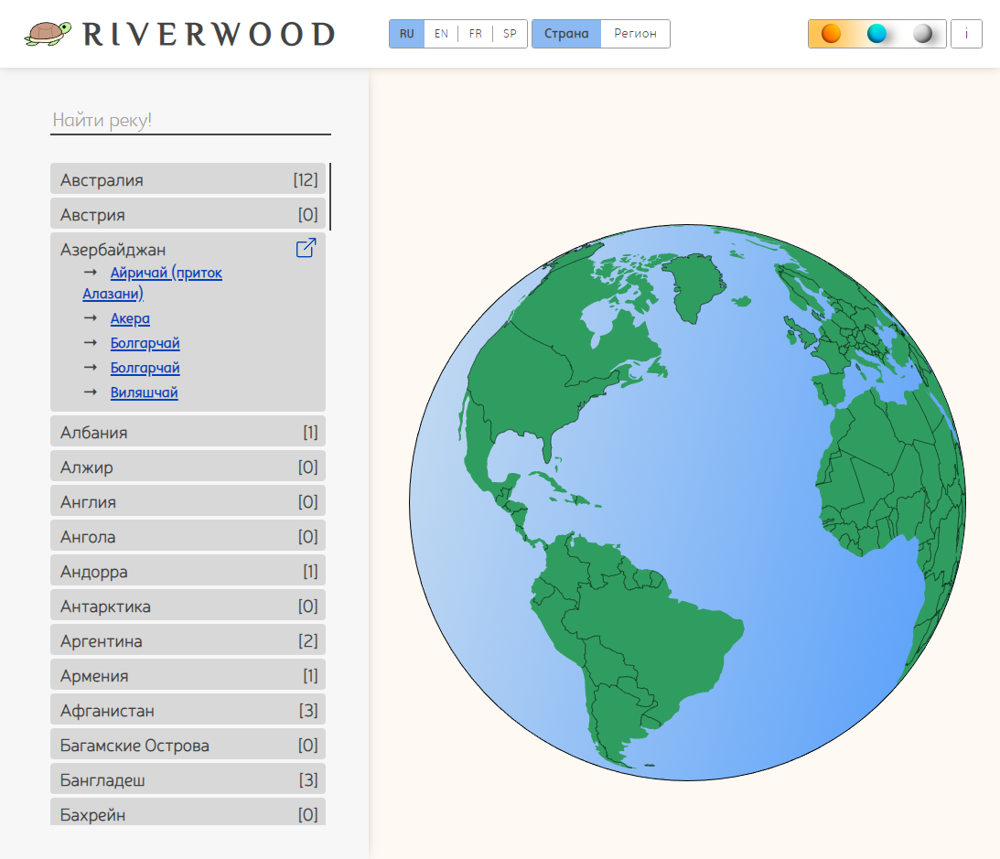 RIVERWOOD
RU EN FR SP Страна Регион i
Найти реку!
Австралия [12]
Австрия [0]
Азербайджан
→ Айричай (приток
Алазани)
→ Акера
→ Болгарчай
→ Болгарчай
→ Виляшчай
Албания [1]
Алжир [0]
Англия [0]
Ангола [0]
Андорра [1]
Антарктика [0]
Аргентина [2]
Армения [1]
Афганистан [3]
Багамские Острова [0]
Бангладеш [3]
Бахрейн [0]